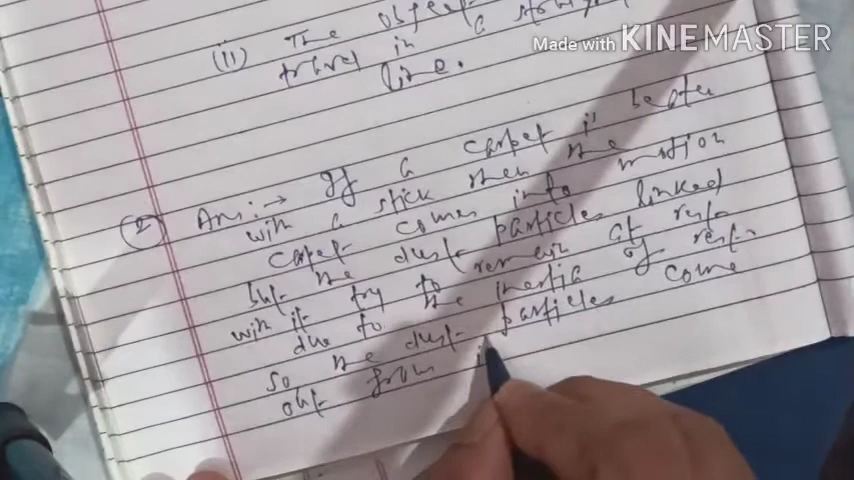 Made with KINEMASTER
(II) The object
travel in a straight
line.
(2) Ans:→ If a carpet is beaten
with a stick then the
carpet comes into motion
but the dust particles linked
with it try to remain at rest
due to the inertia of rest.
So, the dust particles come
out from